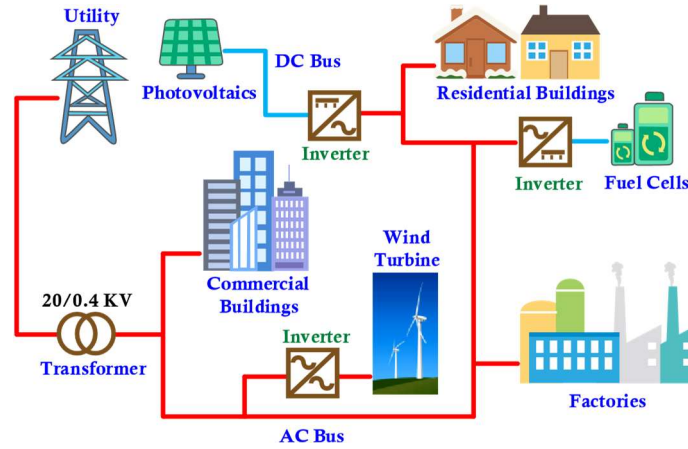 Utility
DC Bus
Photovoltaics
Residential Buildings
Inverter
Inverter
Fuel Cells
Wind
Turbine
Commercial
Buildings
20/0.4 KV
Inverter
Transformer
Factories
AC Bus